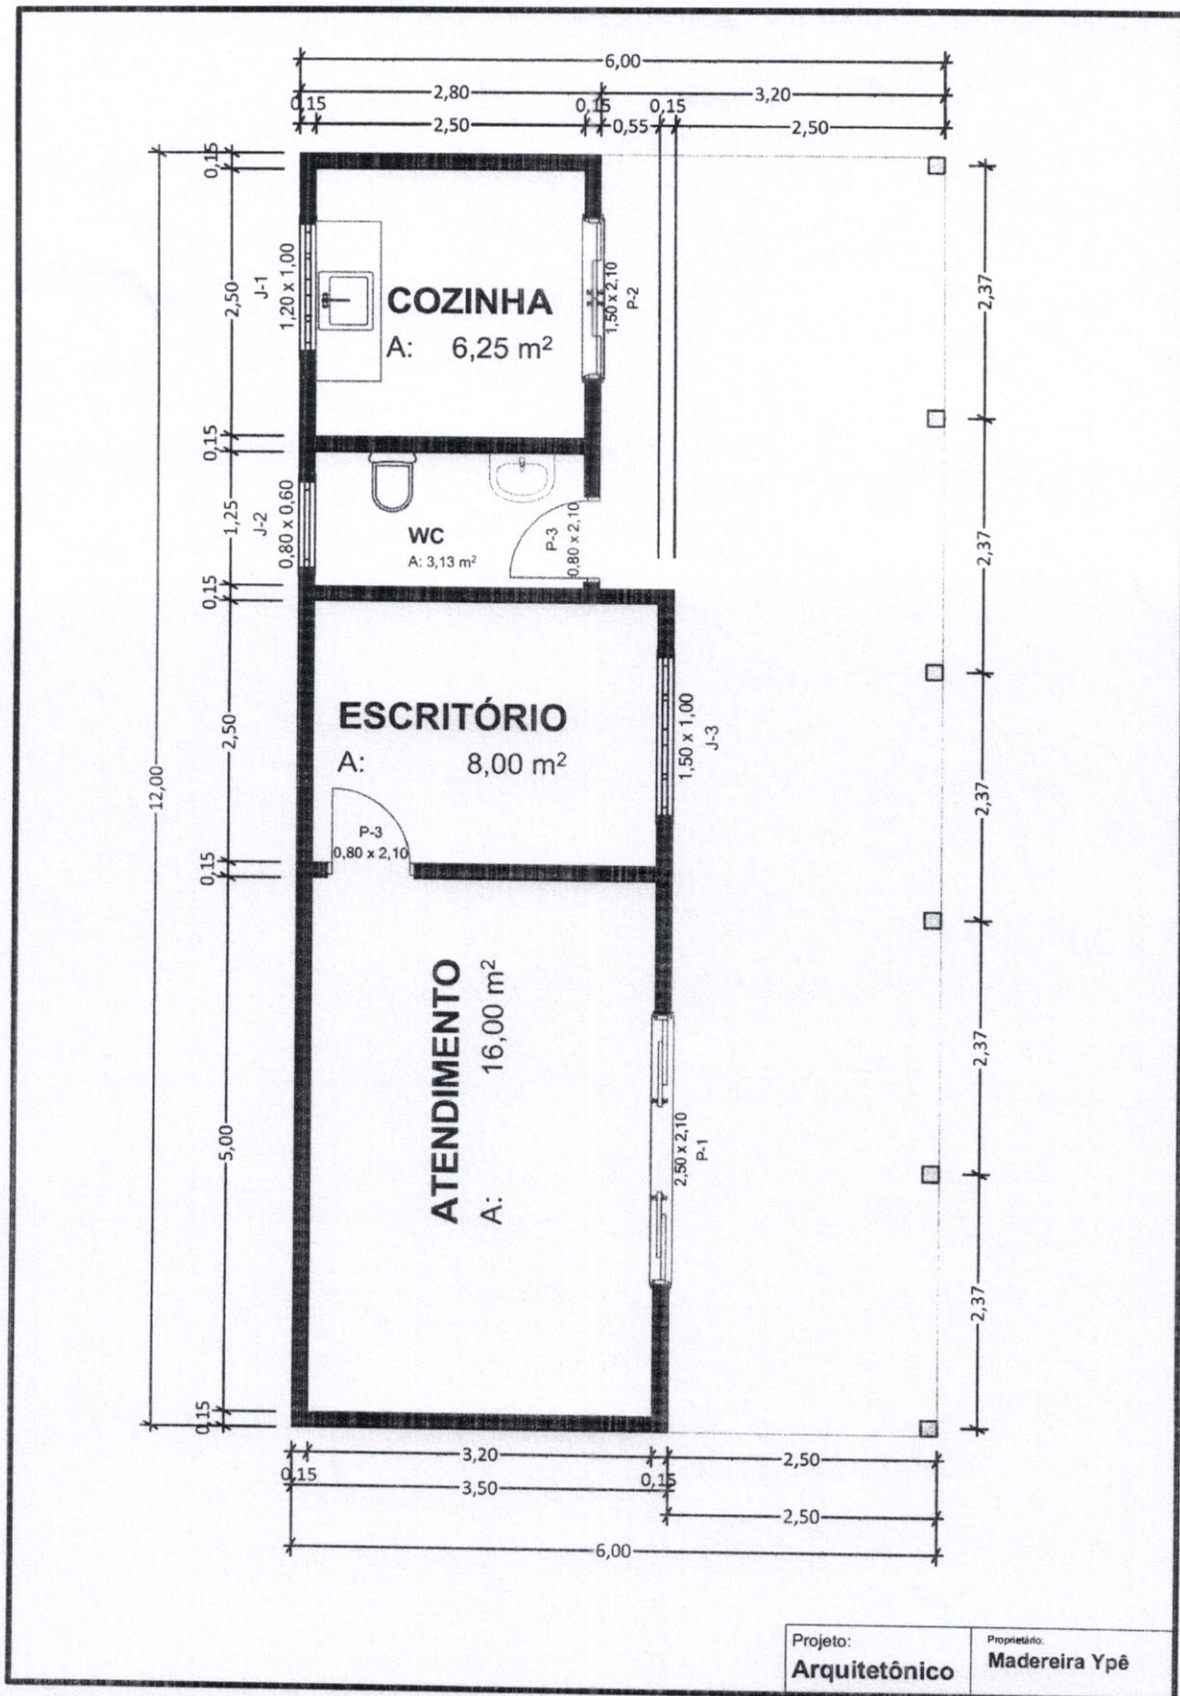 6,00
2,80
3,20
0,15
0,15
0,15
2,50
0,55
2,50
0,15
2,50
0,15
1,25
0,15
2,50
0,15
5,00
0,15
12,00
J-1
1,20 x 1,00
COZINHA
A: 6,25 m²
1,50 x 2,10
P-2
J-2
0,80 x 0,60
WC
A: 3,13 m²
P-3
0,80 x 2,10
ESCRITÓRIO
A: 8,00 m²
1,50 x 1,00
J-3
P-3
0,80 x 2,10
ATENDIMENTO
A: 16,00 m²
2,50 x 2,10
P-1
2,37
2,37
2,37
2,37
2,37
3,20
2,50
0,15
0,15
3,50
2,50
6,00
Projeto:
Arquitetônico
Proprietário:
Madereira Ypê